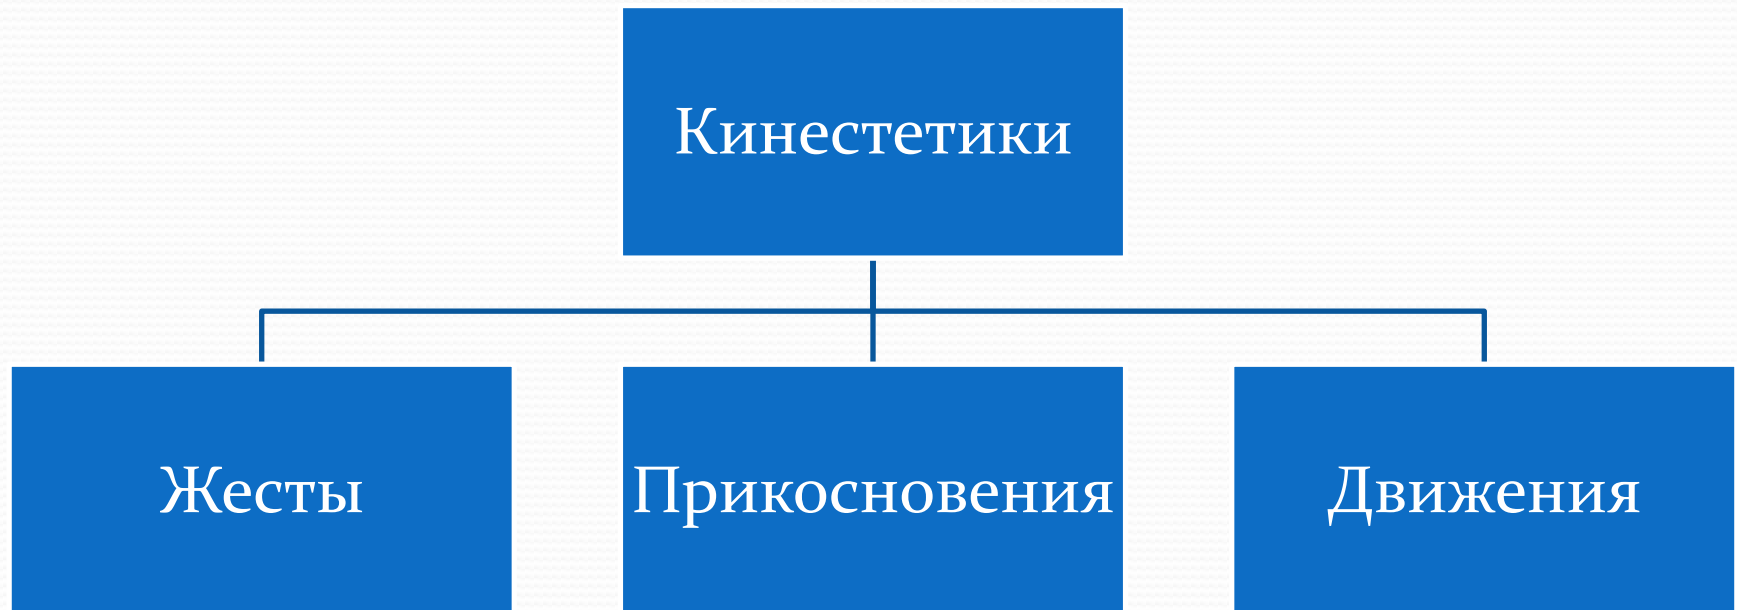 Кинестетики
Жесты
Прикосновения
Движения